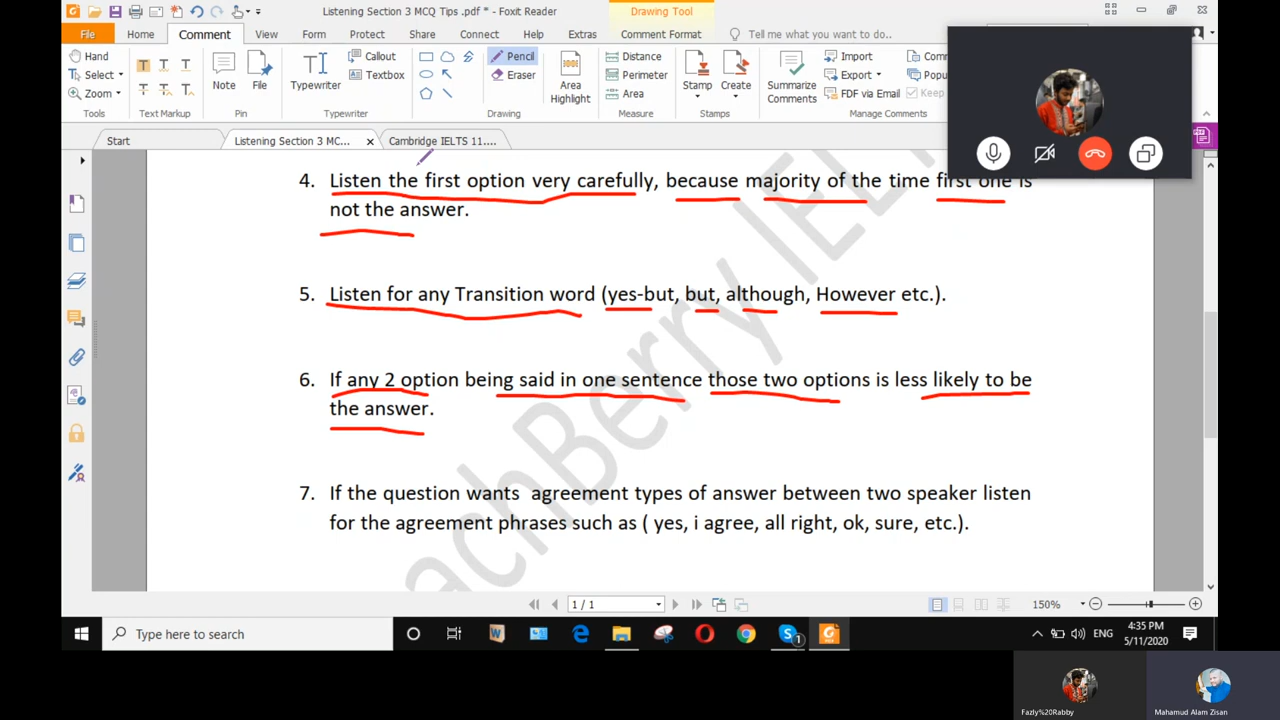 Listening Section 3 MCQ Tips .pdf * - Foxit Reader
Drawing Tool
File Home Comment View Form Protect Share Connect Help Extras Comment Format Tell me what you want to do..
Hand
Select
Zoom
Tools
Text Markup
Note
File
Pin
Typewriter
Callout
Textbox
Typewriter
Pencil
Eraser
Drawing
Area
Highlight
Distance
Perimeter
Area
Measure
Stamp
Create
Stamps
Summarize
Comments
Import
Export
FDF via Email
Keep
Manage Comments
Start
Listening Section 3 MC...
Cambridge IELTS 11....
4. Listen the first option very carefully, because majority of the time first one is
not the answer.
5. Listen for any Transition word (yes-but, but, although, However etc.).
6. If any 2 option being said in one sentence those two options is less likely to be
the answer.
7. If the question wants agreement types of answer between two speaker listen
for the agreement phrases such as ( yes, i agree, all right, ok, sure, etc.).
1 / 1
150%
Type here to search
ENG
4:35 PM
5/11/2020
Fazly%20Rabby
Mahamud Alam Zisan